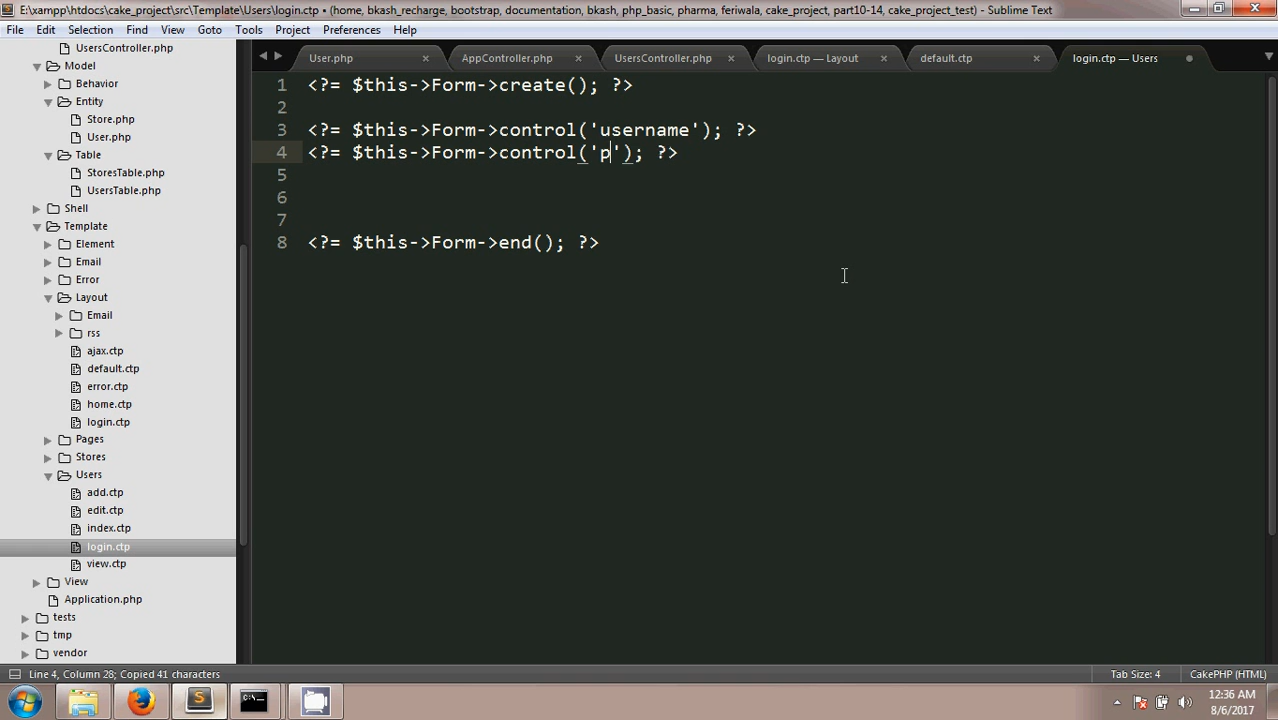 E:\xampp\htdocs\cake_project\src\Template\Users\login.ctp • (home, bkash_recharge, bootstrap, documentation, bkash, php_basic, pharma, feriwala, cake_project, part10-14, cake_project_test) - Sublime Text
File Edit Selection Find View Goto Tools Project Preferences Help
UsersController.php
Model
Behavior
Entity
Store.php
User.php
Table
StoresTable.php
UsersTable.php
Shell
Template
Element
Email
Error
Layout
Email
rss
ajax.ctp
default.ctp
error.ctp
home.ctp
login.ctp
Pages
Stores
Users
add.ctp
edit.ctp
index.ctp
login.ctp
view.ctp
View
Application.php
tests
tmp
vendor
User.php AppController.php UsersController.php login.ctp — Layout default.ctp login.ctp — Users
1 <?= $this->Form->create(); ?>
2
3 <?= $this->Form->control('username'); ?>
4 <?= $this->Form->control('p'); ?>
5
6
7
8 <?= $this->Form->end(); ?>
Line 4, Column 28; Copied 41 characters Tab Size: 4 CakePHP (HTML)
12:36 AM
8/6/2017